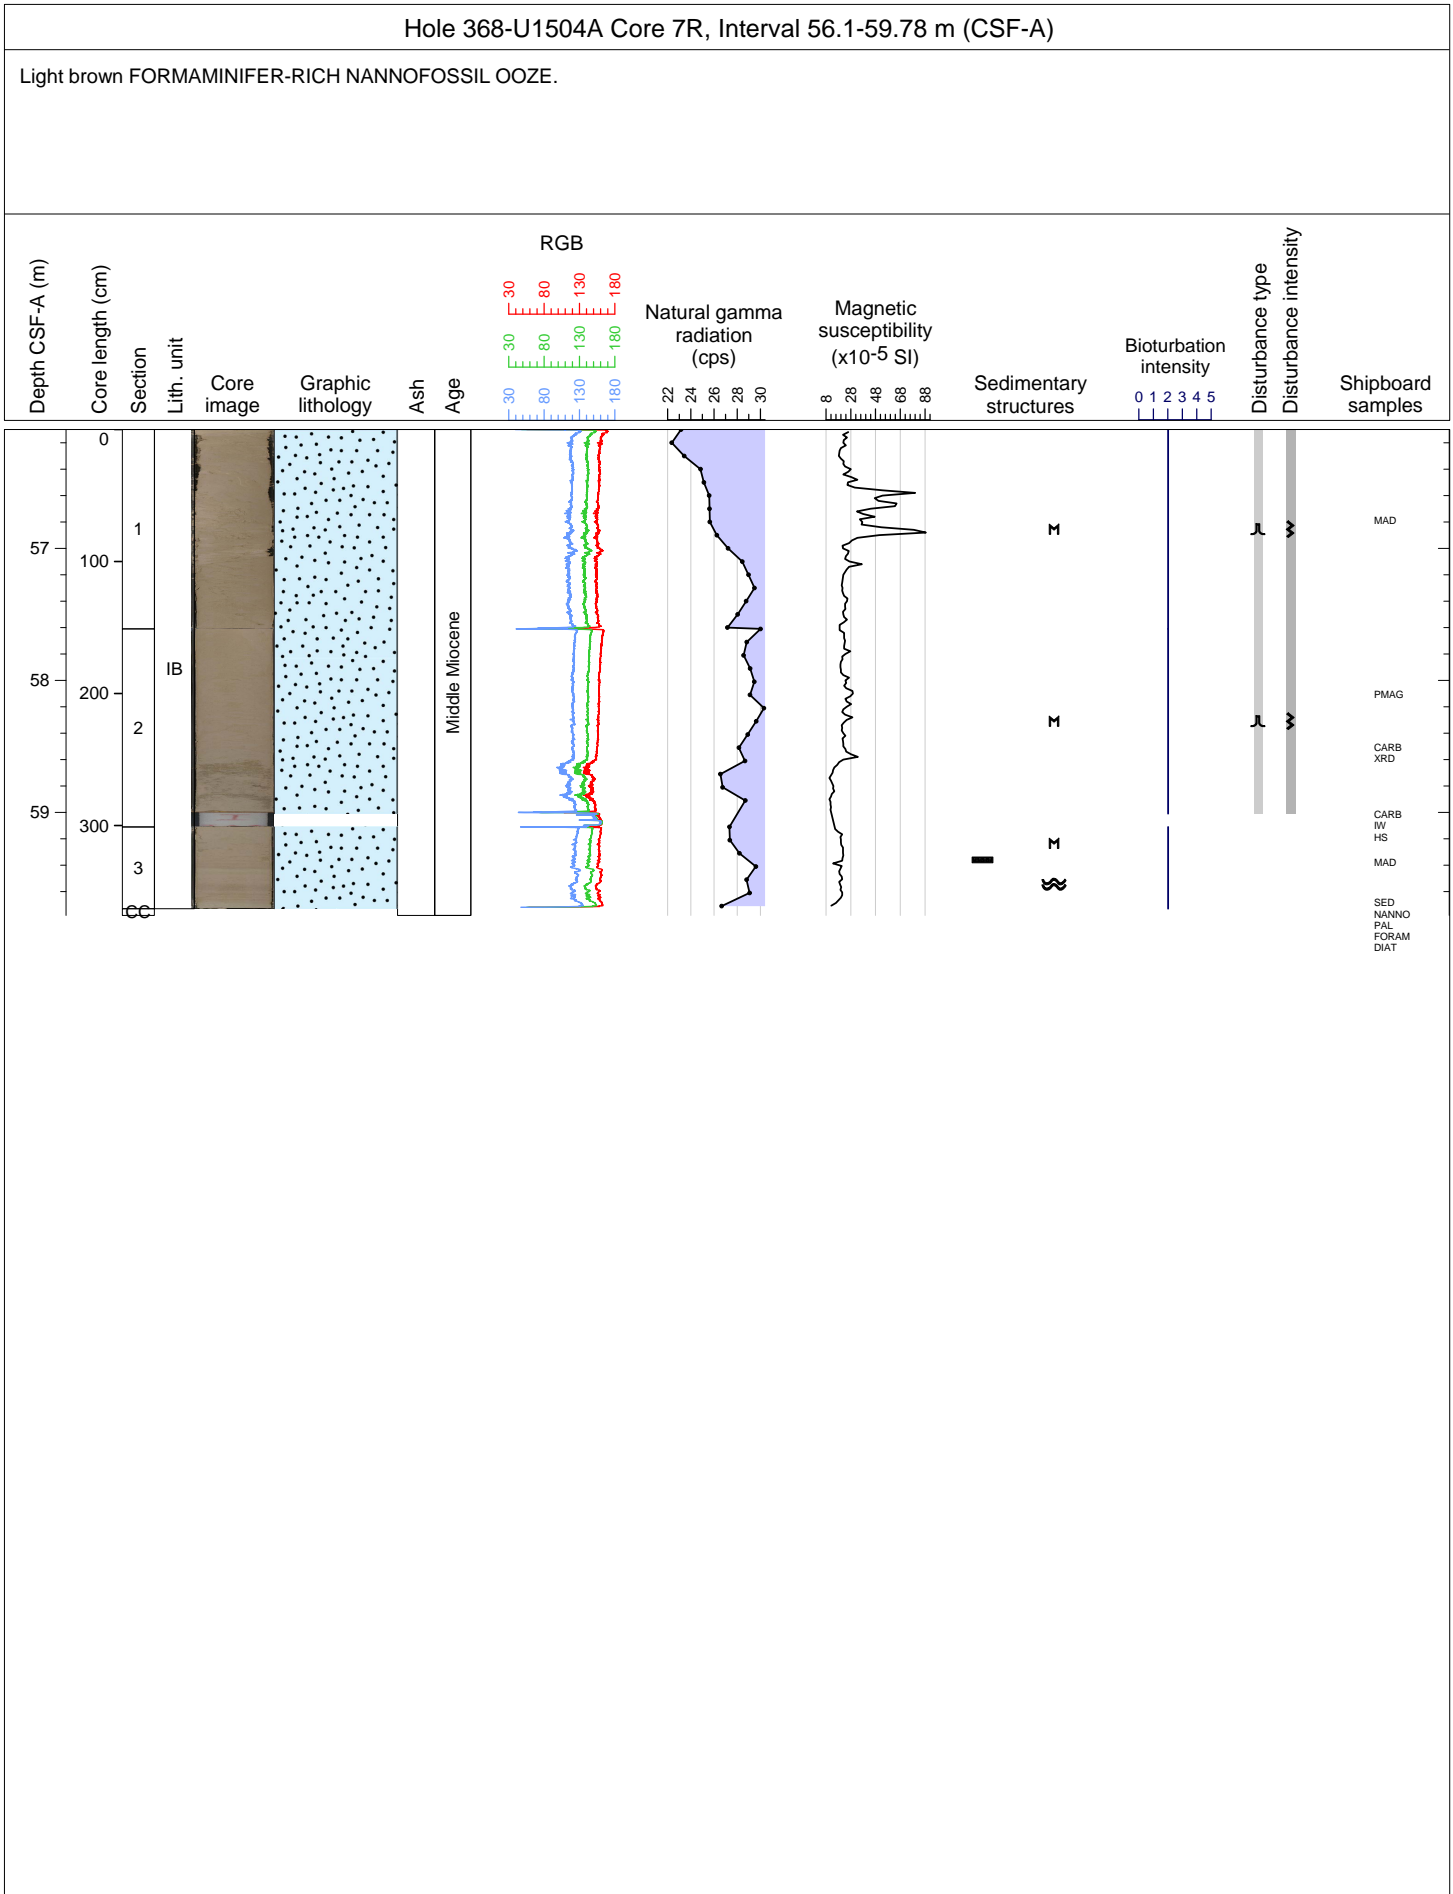 Hole 368-U1504A Core 7R, Interval 56.1-59.78 m (CSF-A)
Light brown FORMAMINIFER-RICH NANNOFOSSIL OOZE.
Depth CSF-A (m)
Core length (cm)
Section
Lith. unit
Core
image
Graphic
lithology
Ash
Age
RGB
30 80 130 180
30 80 130 180
30 80 130 180
Natural gamma
radiation
(cps)
22 24 26 28 30
Magnetic
susceptibility
(x10-5 SI)
8 28 48 68 88
Sedimentary
structures
Bioturbation
intensity
0 1 2 3 4 5
Disturbance type
Disturbance intensity
Shipboard
samples
57
58
59
0
100
200
300
1
2
3
CC
IB
Middle Miocene
M
M
M
MAD
PMAG
CARB
XRD
CARB
IW
HS
MAD
SED
NANNO
PAL
FORAM
DIAT